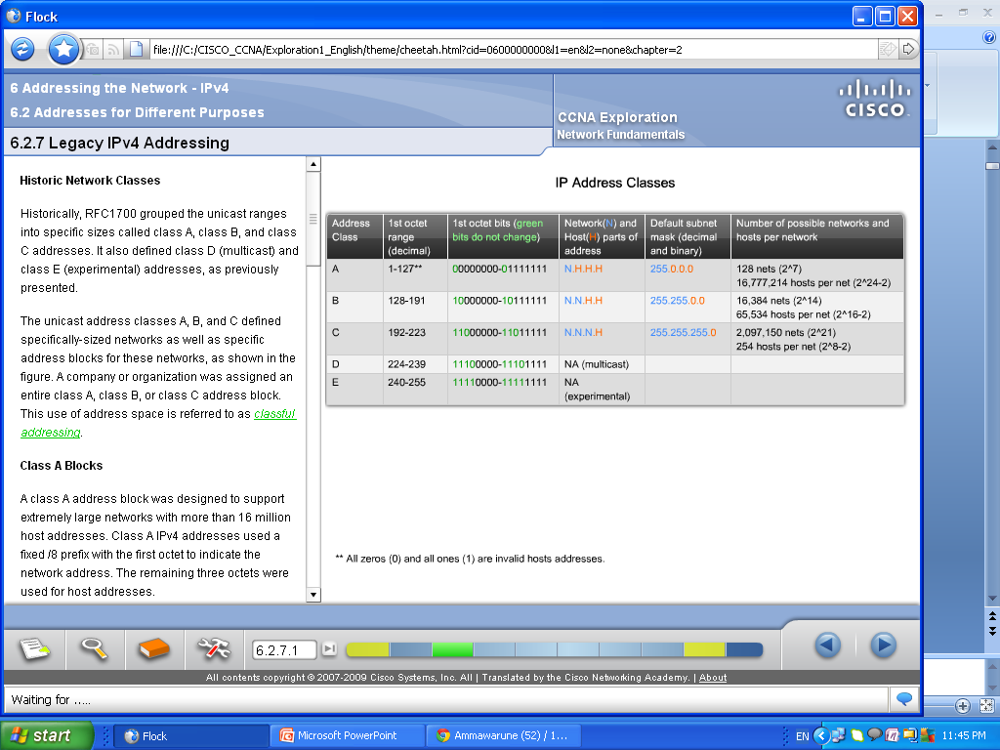 Flock
file:///C:/CISCO_CCNA/Exploration1_English/theme/cheetah.html?cid=0600000000&l1=en&l2=none&chapter=2
6 Addressing the Network - IPv4
6.2 Addresses for Different Purposes
6.2.7 Legacy IPv4 Addressing
CCNA Exploration
Network Fundamentals
CISCO
Historic Network Classes
Historically, RFC1700 grouped the unicast ranges
into specific sizes called class A, class B, and class
C addresses. It also defined class D (multicast) and
class E (experimental) addresses, as previously
presented.
The unicast address classes A, B, and C defined
specifically-sized networks as well as specific
address blocks for these networks, as shown in the
figure. A company or organization was assigned an
entire class A, class B, or class C address block.
This use of address space is referred to as classful
addressing.
Class A Blocks
A class A address block was designed to support
extremely large networks with more than 16 million
host addresses. Class A IPv4 addresses used a
fixed /8 prefix with the first octet to indicate the
network address. The remaining three octets were
used for host addresses.
IP Address Classes
Address Class | 1st octet range (decimal) | 1st octet bits (green bits do not change) | Network(N) and Host(H) parts of address | Default subnet mask (decimal and binary) | Number of possible networks and hosts per network
A 1-127** 00000000-01111111 N.H.H.H 255.0.0.0 128 nets (2^7)
16,777,214 hosts per net (2^24-2)
B 128-191 10000000-10111111 N.N.H.H 255.255.0.0 16,384 nets (2^14)
65,534 hosts per net (2^16-2)
C 192-223 11000000-11011111 N.N.N.H 255.255.255.0 2,097,150 nets (2^21)
254 hosts per net (2^8-2)
D 224-239 11100000-11101111 NA (multicast)
E 240-255 11110000-11111111 NA
(experimental)
** All zeros (0) and all ones (1) are invalid hosts addresses.
6.2.7.1
All contents copyright © 2007-2009 Cisco Systems, Inc. All | Translated by the Cisco Networking Academy. | About
Waiting for .....
start
Flock
Microsoft PowerPoint
Ammawarune (52) / 1...
EN
11:45 PM